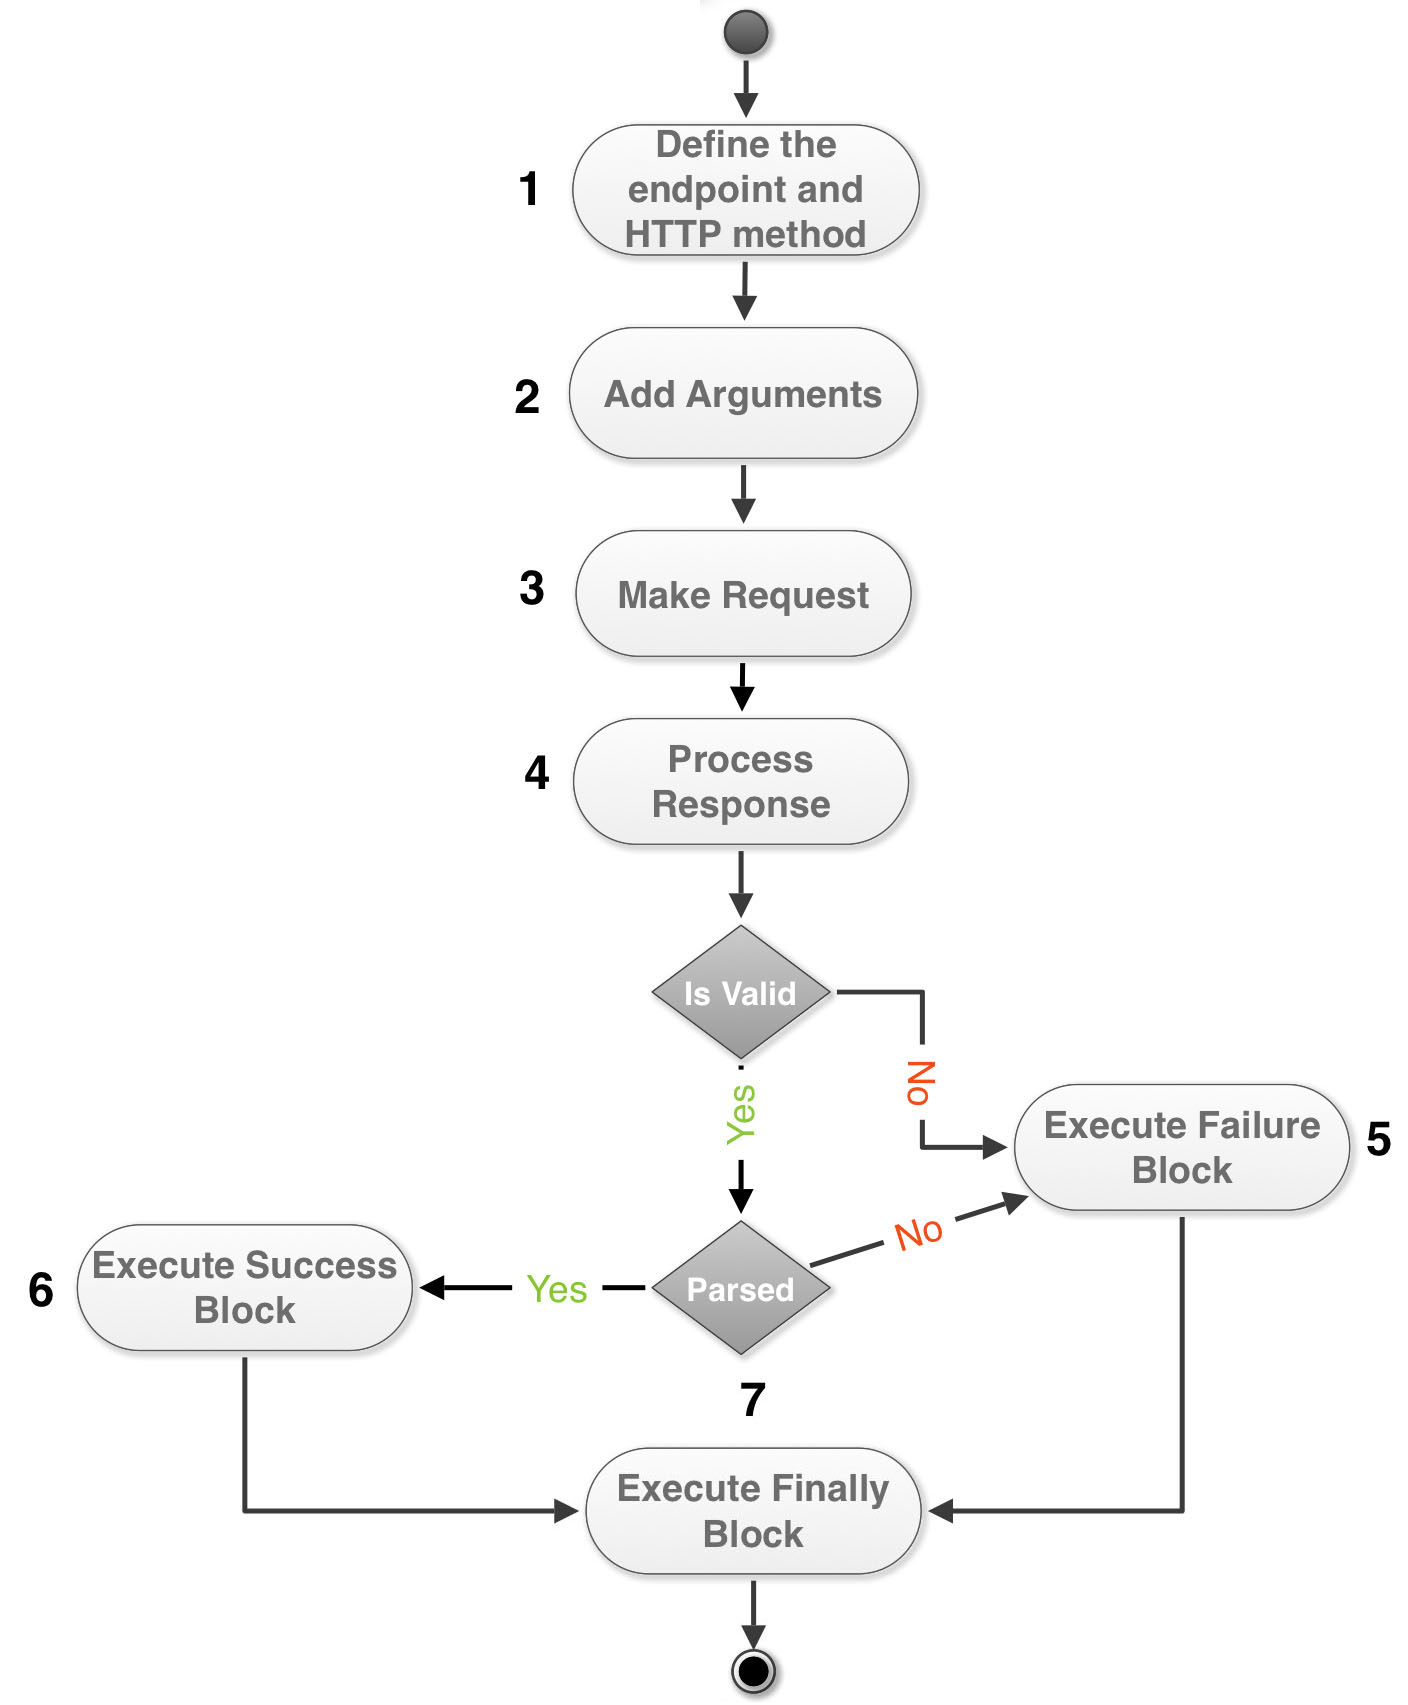 1
Define the
endpoint and
HTTP method
2
Add Arguments
3
Make Request
4
Process
Response
Is Valid
No
Yes
Execute Failure
Block
5
No
Parsed
Yes
6
Execute Success
Block
7
Execute Finally
Block